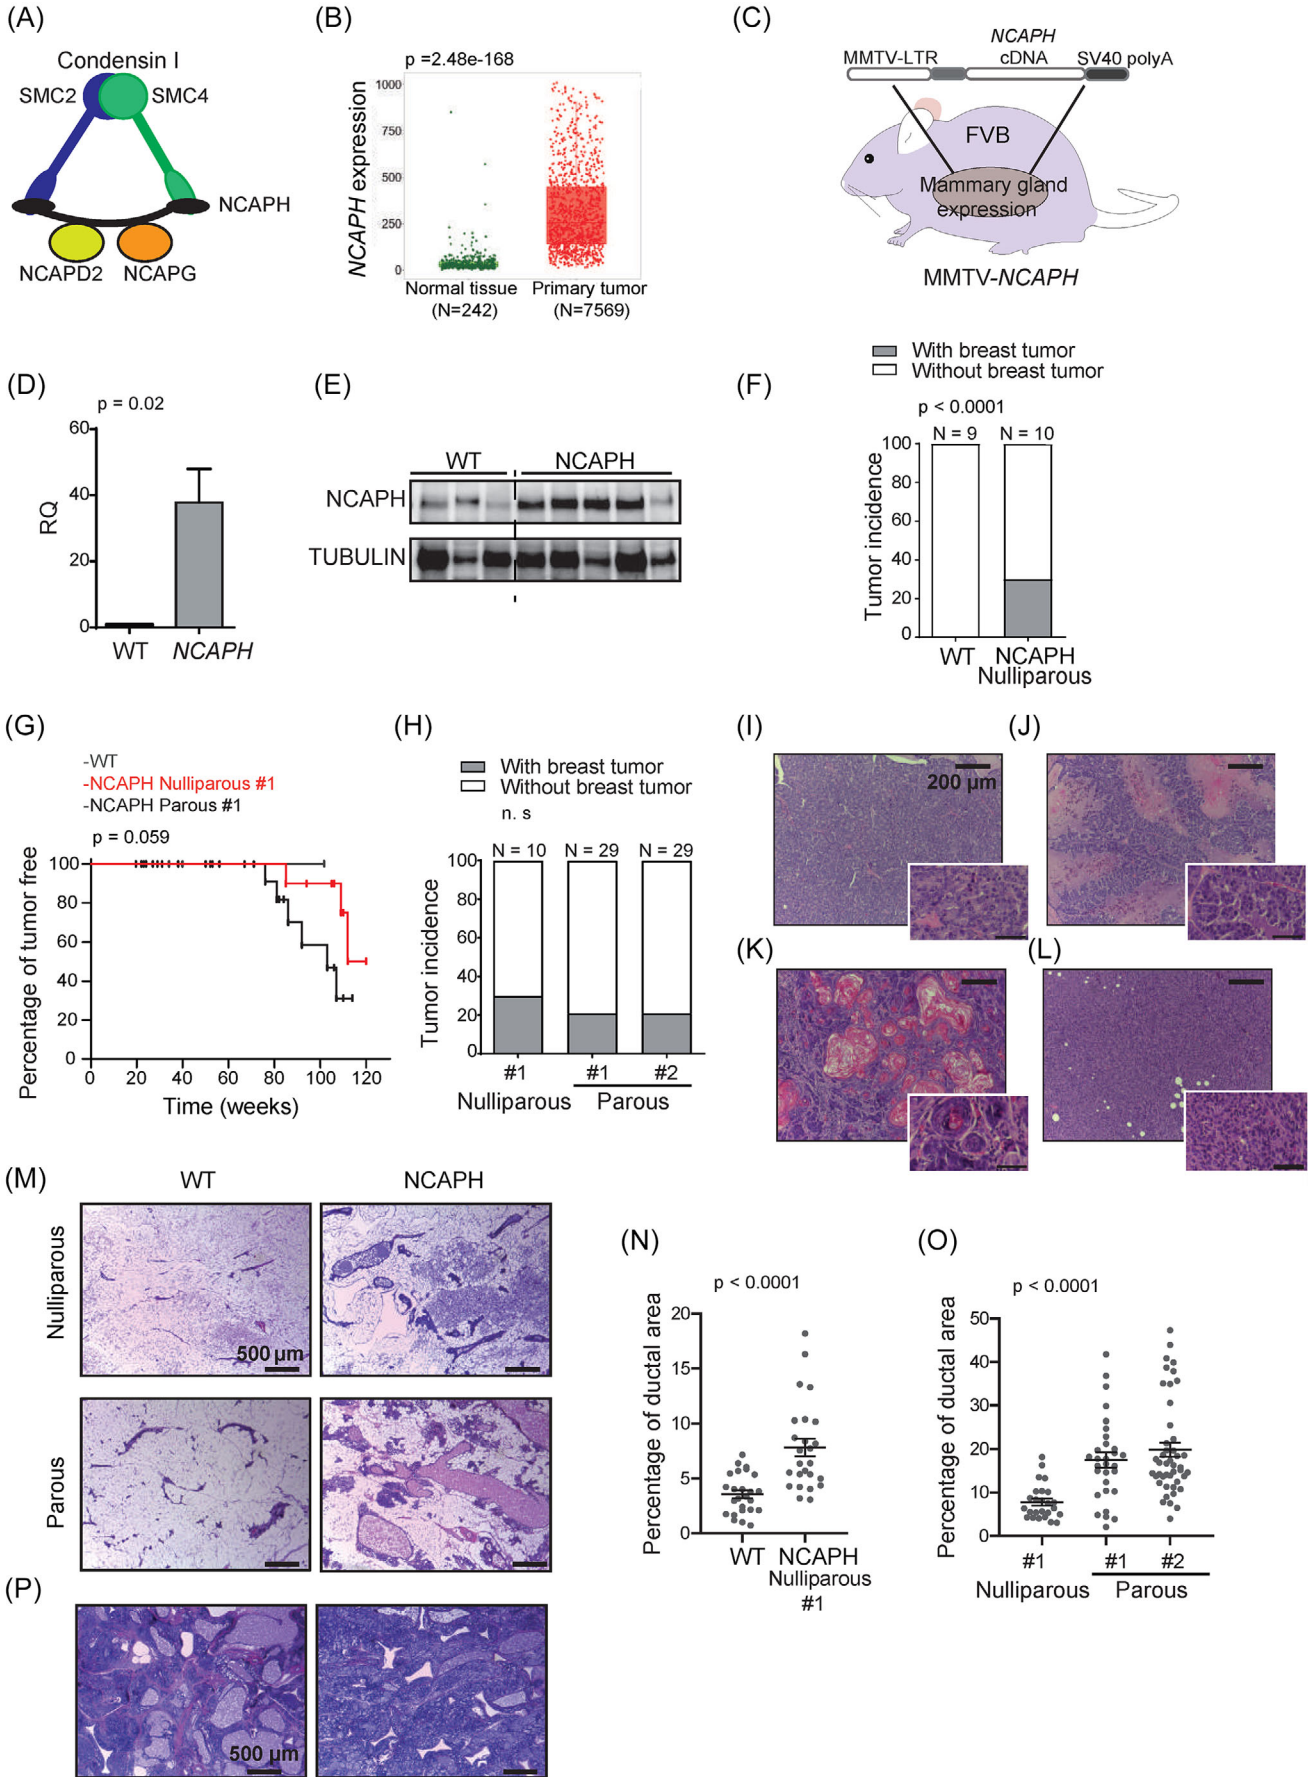 (A)
Condensin I
SMC2
SMC4
NCAPH
NCAPD2
NCAPG
(B)
p =2.48e-168
NCAPH expression
1000
750
500
250
0
Normal tissue
(N=242)
Primary tumor
(N=7569)
(C)
NCAPH
MMTV-LTR
cDNA
SV40 polyA
FVB
Mammary gland
expression
MMTV-NCAPH
(D)
p = 0.02
RQ
60
40
20
0
WT
NCAPH
(E)
WT
NCAPH
NCAPH
TUBULIN
(F)
With breast tumor
Without breast tumor
p < 0.0001
N = 9
N = 10
Tumor incidence
100
80
60
40
20
0
WT
NCAPH
Nulliparous
(G)
-WT
-NCAPH Nulliparous #1
-NCAPH Parous #1
p = 0.059
Percentage of tumor free
100
80
60
40
20
0
0
20
40
60
80
100
120
Time (weeks)
(H)
With breast tumor
Without breast tumor
n. s
N = 10
N = 29
N = 29
Tumor incidence
100
80
60
40
20
0
#1
#1
#2
Nulliparous
Parous
(I)
200 µm
(J)
(K)
(L)
(M)
WT
NCAPH
Nulliparous
500 µm
Parous
(N)
p < 0.0001
Percentage of ductal area
20
15
10
5
0
WT
NCAPH
Nulliparous
#1
(O)
p < 0.0001
Percentage of ductal area
50
40
30
20
10
0
#1
#1
#2
Nulliparous
Parous
(P)
500 µm